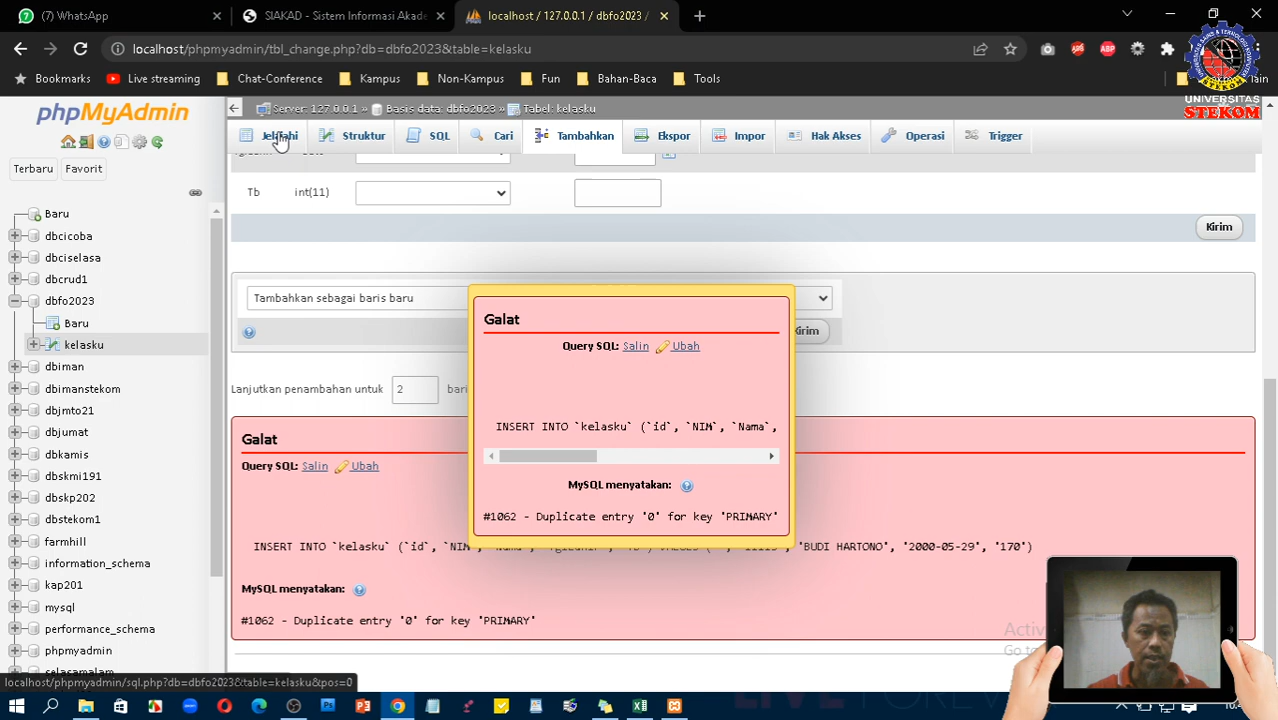 (7) WhatsApp
SIAKAD - Sistem Informasi Akade
localhost / 127.0.0.1 / dbfo2023 /
localhost/phpmyadmin/tbl_change.php?db=dbfo2023&table=kelasku
Bookmarks
Live streaming
Chat-Conference
Kampus
Non-Kampus
Fun
Bahan-Baca
Tools
UNIVERSITAS
STEKOM
phpMyAdmin
Terbaru
Favorit
Baru
dbcicoba
dbciselasa
dbcrud1
dbfo2023
Baru
kelasku
dbiman
dbimanstekom
dbjmto21
dbjumat
dbkamis
dbskmi191
dbskp202
dbstekom1
farmhill
information_schema
kap201
mysql
performance_schema
phpmyadmin
selasamalam
Server: 127.0.0.1 » Basis data: dbfo2023 » Tabel: kelasku
Jelajahi
Struktur
SQL
Cari
Tambahkan
Ekspor
Impor
Hak Akses
Operasi
Trigger
Tb int(11)
Kirim
Tambahkan sebagai baris baru
Kirim
Lanjutkan penambahan untuk 2
Galat
Query SQL: Salin Ubah
INSERT INTO `kelasku` (`id`, `NIM`, `Nama`,
MySQL menyatakan:
#1062 - Duplicate entry '0' for key 'PRIMARY'
Galat
Query SQL: Salin Ubah
INSERT INTO `kelasku` (`id`, `NIM`, 'BUDI HARTONO', '2000-05-29', '170')
MySQL menyatakan:
#1062 - Duplicate entry '0' for key 'PRIMARY'
localhost/phpmyadmin/sql.php?db=dbfo2023&table=kelasku&pos=0